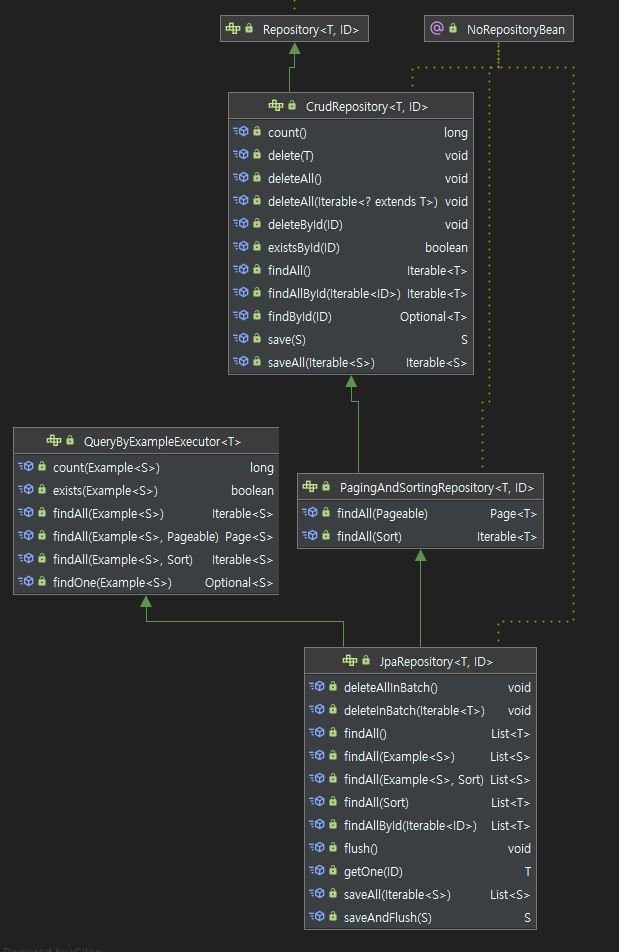 Repository<T, ID>
NoRepositoryBean
CrudRepository<T, ID>
count() long
delete(T) void
deleteAll() void
deleteAll(Iterable<? extends T>) void
deleteById(ID) void
existsById(ID) boolean
findAll() Iterable<T>
findAllById(Iterable<ID>) Iterable<T>
findById(ID) Optional<T>
save(S) S
saveAll(Iterable<S>) Iterable<S>
QueryByExampleExecutor<T>
count(Example<S>) long
exists(Example<S>) boolean
findAll(Example<S>) Iterable<S>
findAll(Example<S>, Pageable) Page<S>
findAll(Example<S>, Sort) Iterable<S>
findOne(Example<S>) Optional<S>
PagingAndSortingRepository<T, ID>
findAll(Pageable) Page<T>
findAll(Sort) Iterable<T>
JpaRepository<T, ID>
deleteAllInBatch() void
deleteInBatch(Iterable<T>) void
findAll() List<T>
findAll(Example<S>) List<S>
findAll(Example<S>, Sort) List<S>
findAll(Sort) List<T>
findAllById(Iterable<ID>) List<T>
flush() void
getOne(ID) T
saveAll(Iterable<S>) List<S>
saveAndFlush(S) S
Powered by yFiles